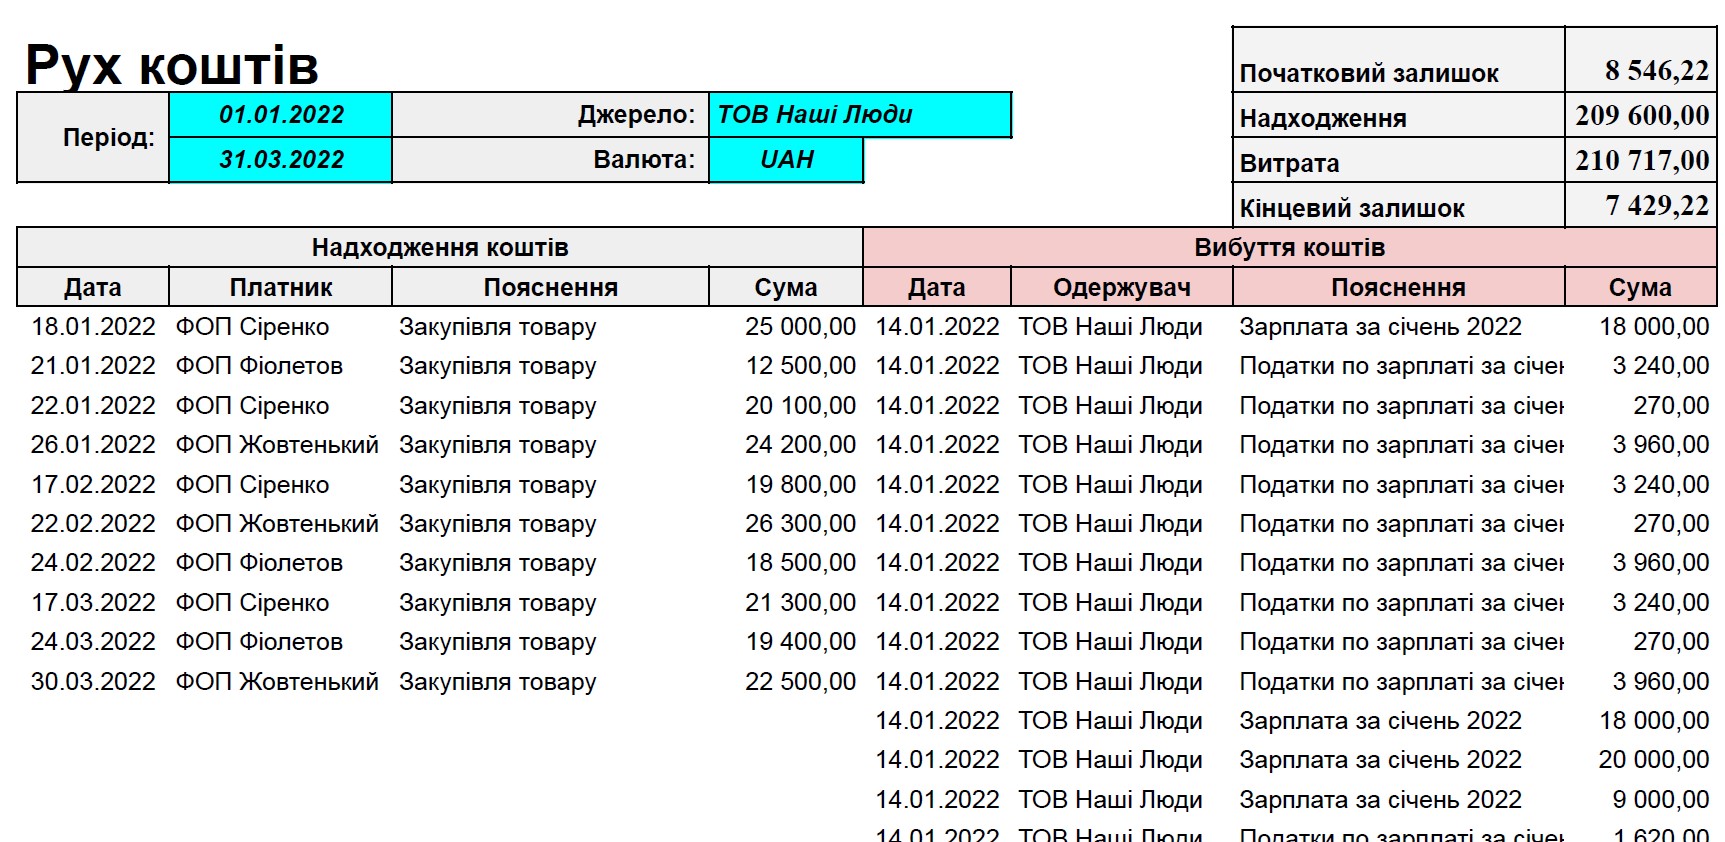 Рух коштів
Початковий залишок 8 546,22
Період: 01.01.2022 Джерело: ТОВ Наші Люди
Надходження 209 600,00
31.03.2022 Валюта: UAH
Витрата 210 717,00
Кінцевий залишок 7 429,22
Надходження коштів Вибуття коштів
Дата Платник Пояснення Сума Дата Одержувач Пояснення Сума
18.01.2022 ФОП Сіренко Закупівля товару 25 000,00 14.01.2022 ТОВ Наші Люди Зарплата за січень 2022 18 000,00
21.01.2022 ФОП Фіолетов Закупівля товару 12 500,00 14.01.2022 ТОВ Наші Люди Податки по зарплаті за січен 3 240,00
22.01.2022 ФОП Сіренко Закупівля товару 20 100,00 14.01.2022 ТОВ Наші Люди Податки по зарплаті за січен 270,00
26.01.2022 ФОП Жовтенький Закупівля товару 24 200,00 14.01.2022 ТОВ Наші Люди Податки по зарплаті за січен 3 960,00
17.02.2022 ФОП Сіренко Закупівля товару 19 800,00 14.01.2022 ТОВ Наші Люди Податки по зарплаті за січен 3 240,00
22.02.2022 ФОП Жовтенький Закупівля товару 26 300,00 14.01.2022 ТОВ Наші Люди Податки по зарплаті за січен 270,00
24.02.2022 ФОП Фіолетов Закупівля товару 18 500,00 14.01.2022 ТОВ Наші Люди Податки по зарплаті за січен 3 960,00
17.03.2022 ФОП Сіренко Закупівля товару 21 300,00 14.01.2022 ТОВ Наші Люди Податки по зарплаті за січен 3 240,00
24.03.2022 ФОП Фіолетов Закупівля товару 19 400,00 14.01.2022 ТОВ Наші Люди Податки по зарплаті за січен 270,00
30.03.2022 ФОП Жовтенький Закупівля товару 22 500,00 14.01.2022 ТОВ Наші Люди Податки по зарплаті за січен 3 960,00
14.01.2022 ТОВ Наші Люди Зарплата за січень 2022 18 000,00
14.01.2022 ТОВ Наші Люди Зарплата за січень 2022 20 000,00
14.01.2022 ТОВ Наші Люди Зарплата за січень 2022 9 000,00
14.01.2022 ТОВ Наші Люди Податки по зарплаті за січен 1 620,00